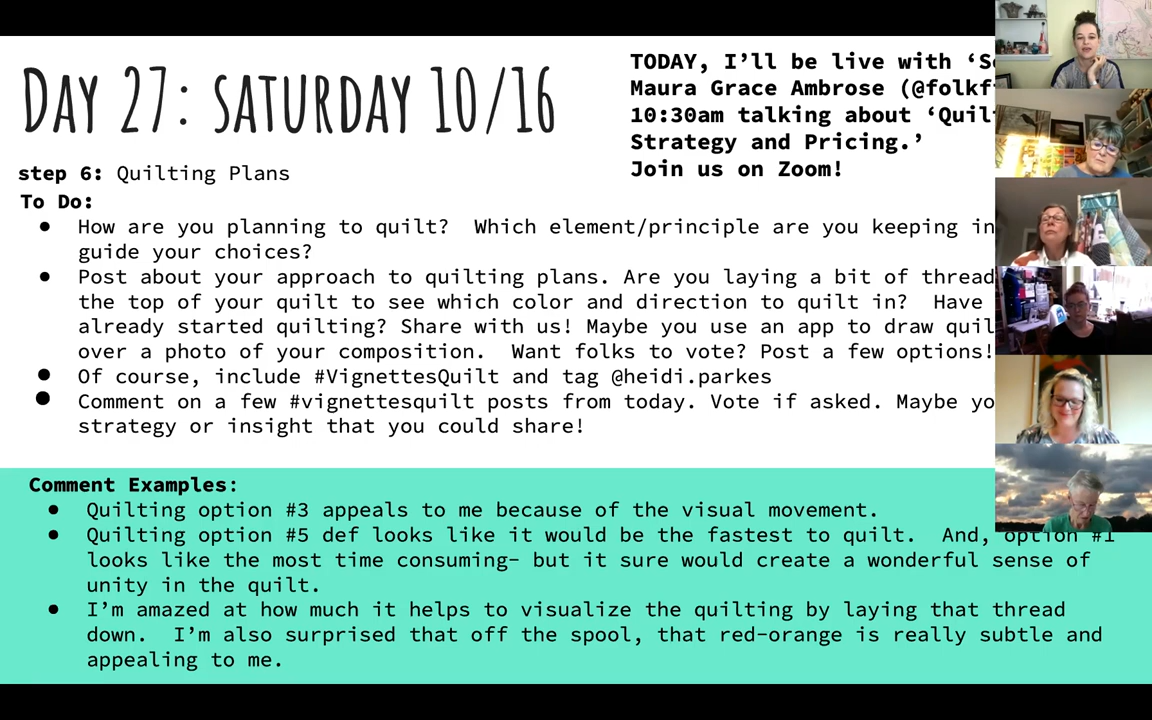 Day 27: Saturday 10/16
TODAY, I'll be live with
Maura Grace Ambrose
10:30am talking about
Strategy and Pricing.'
Join us on Zoom!
step 6: Quilting Plans
To Do:
● How are you planning to quilt?  Which element/principle are you keeping in
guide your choices?
● Post about your approach to quilting plans. Are you laying a bit of thread
the top of your quilt to see which color and direction to quilt in?  Have
already started quilting? Share with us! Maybe you use an app to draw
over a photo of your composition.  Want folks to vote? Post a few options!
● Of course, include #VignettesQuilt and tag @heidi.parkes
● Comment on a few #vignettesquilt posts from today. Vote if asked. Maybe
strategy or insight that you could share!
Comment Examples:
● Quilting option #3 appeals to me because of the visual movement.
● Quilting option #5 def looks like it would be the fastest to quilt.  And, option #1
looks like the most time consuming- but it sure would create a wonderful sense of
unity in the quilt.
● I'm amazed at how much it helps to visualize the quilting by laying that thread
down.  I'm also surprised that off the spool, that red-orange is really subtle and
appealing to me.